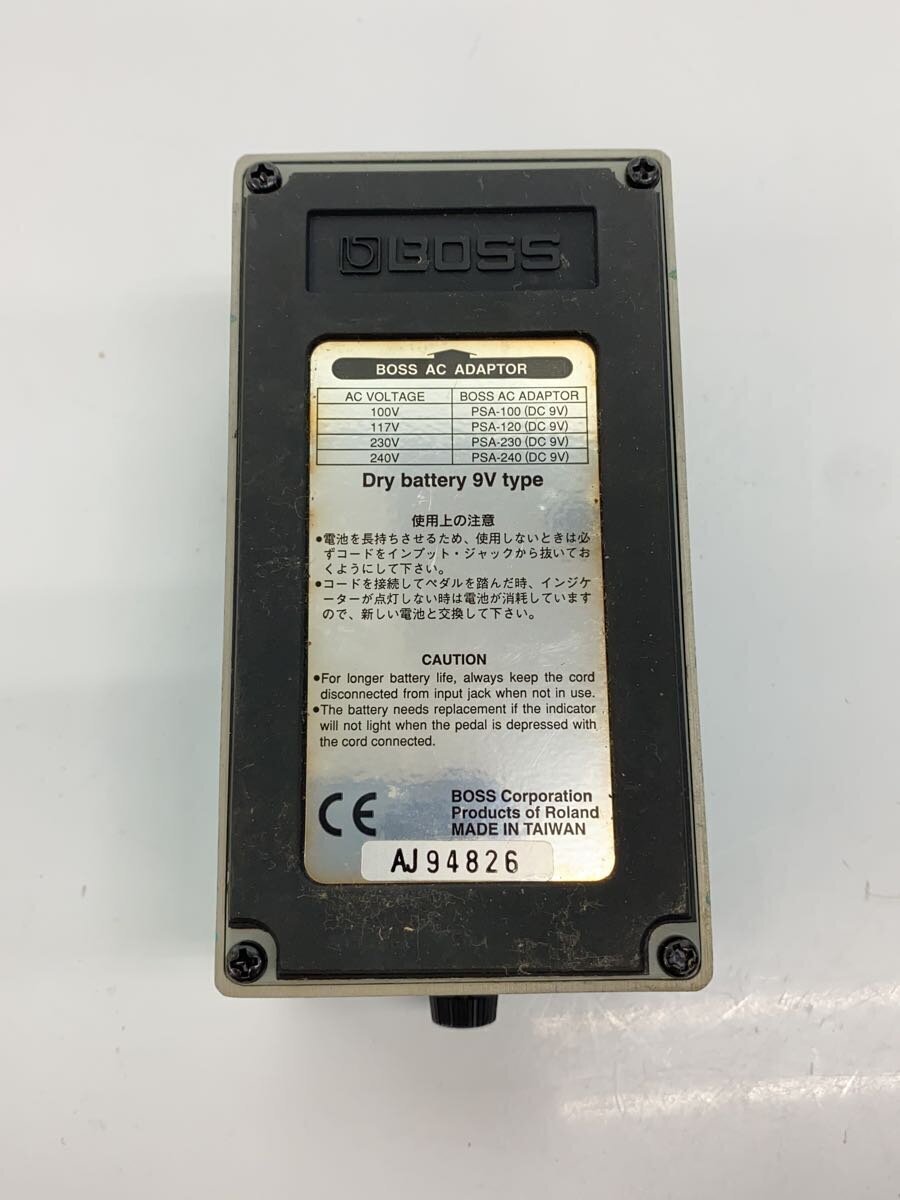 BOSS
BOSS AC ADAPTOR
AC VOLTAGE BOSS AC ADAPTOR
100V PSA-100 (DC 9V)
117V PSA-120 (DC 9V)
230V PSA-230 (DC 9V)
240V PSA-240 (DC 9V)
Dry battery 9V type
使用上の注意
●電池を長持ちさせるため、使用しないときは必
ずコードをインプット・ジャックから抜いてお
くようにして下さい。
●コードを接続してペダルを踏んだ時、インジケ
ーターが点灯しない時は電池が消耗しています
ので、新しい電池と交換して下さい。
CAUTION
●For longer battery life, always keep the cord
disconnected from input jack when not in use.
●The battery needs replacement if the indicator
will not light when the pedal is depressed with
the cord connected.
CE
BOSS Corporation
Products of Roland
MADE IN TAIWAN
AJ94826